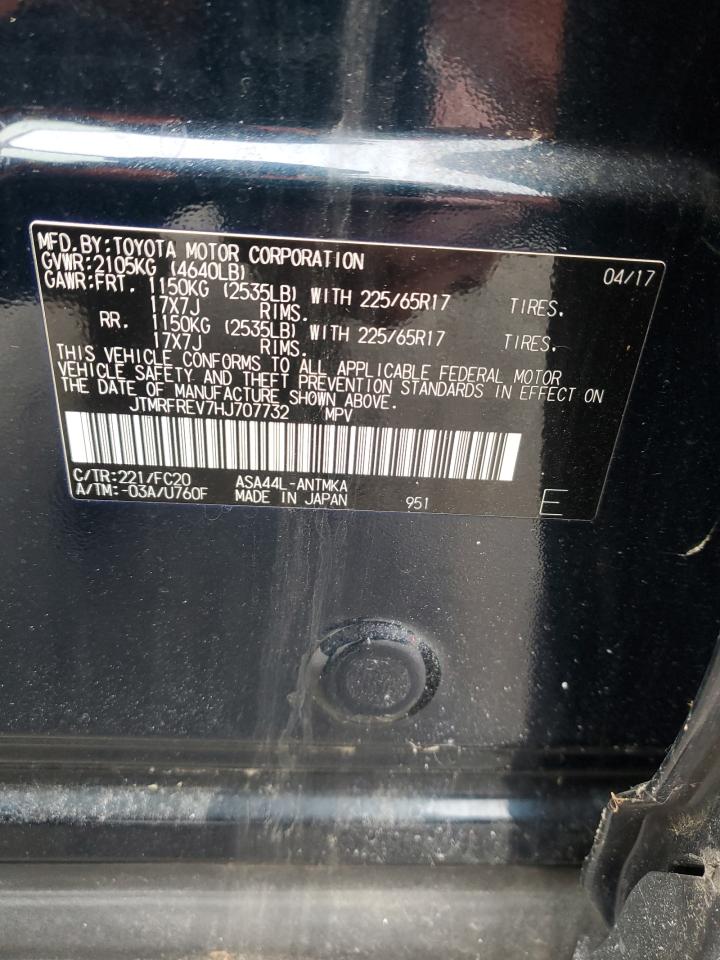 MFD.BY:TOYOTA MOTOR CORPORATION 04/17
GVWR:2105KG (4640LB)
GAWR:FRT. 1150KG (2535LB) WITH 225/65R17 TIRES.
17X7J RIMS.
RR. 1150KG (2535LB) WITH 225/65R17 TIRES.
17X7J RIMS.
THIS VEHICLE CONFORMS TO ALL APPLICABLE FEDERAL MOTOR
VEHICLE SAFETY AND THEFT PREVENTION STANDARDS IN EFFECT ON
THE DATE OF MANUFACTURE SHOWN ABOVE.
JTMRFREV7HJ707732 MPV
C/TR:221/FC20 ASA44L-ANTMKA
A/TM:-03A/U760F MADE IN JAPAN 951 E